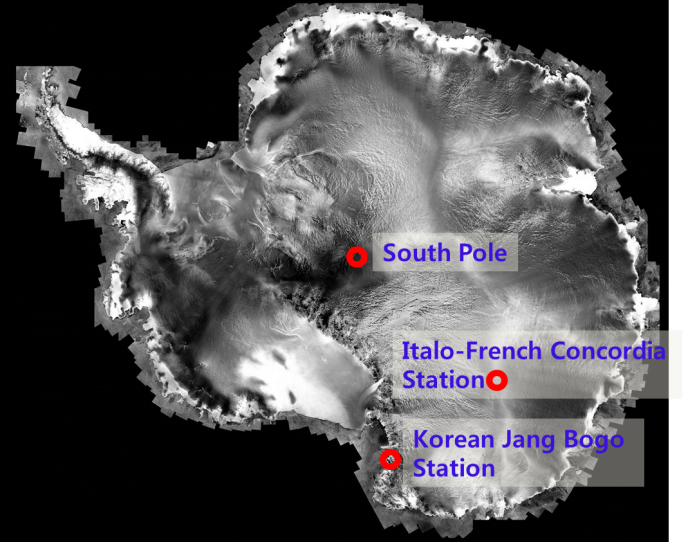 South Pole
Italo-French Concordia
Station
Korean Jang Bogo
Station